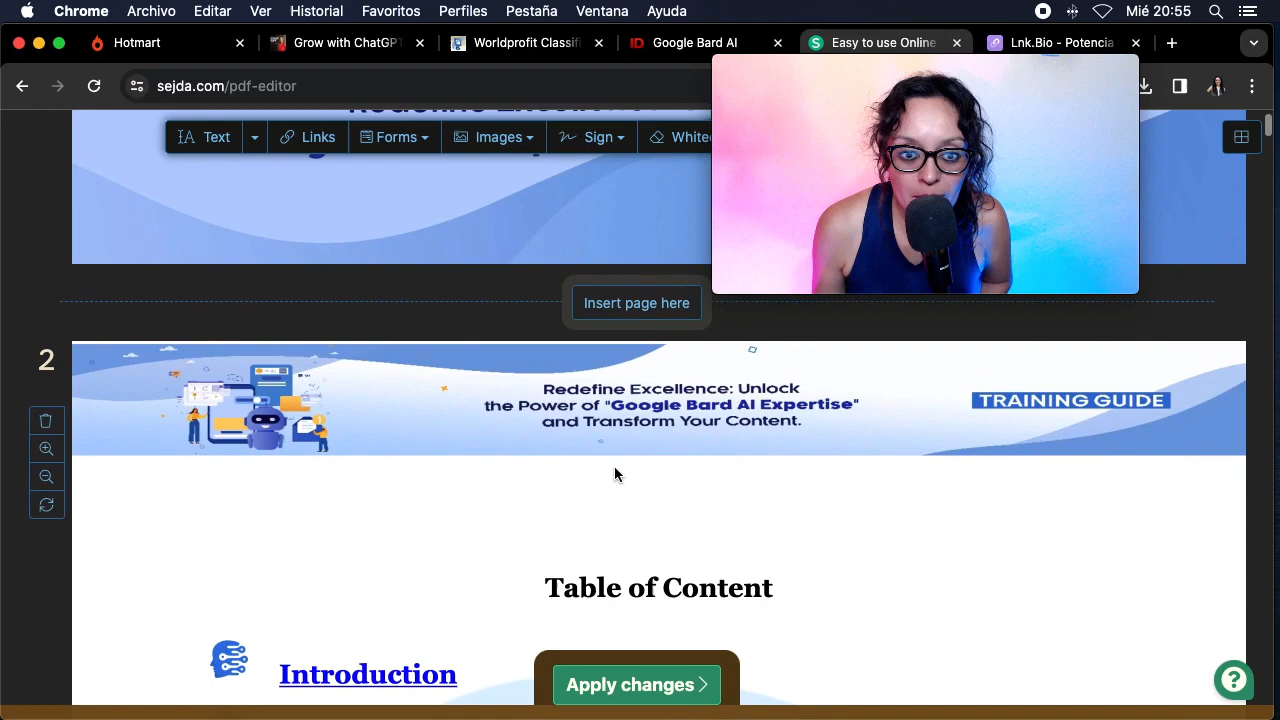 Chrome Archivo Editar Ver Historial Favoritos Perfiles Pestaña Ventana Ayuda Mié 20:55
Hotmart Grow with ChatGPT Worldprofit Classifi Google Bard AI Easy to use Online Lnk.Bio - Potencia
sejda.com/pdf-editor
Text Links Forms Images Sign Whiteo
Insert page here
2
Redefine Excellence: Unlock
the Power of "Google Bard AI Expertise"
and Transform Your Content.
TRAINING GUIDE
Table of Content
Introduction
Apply changes
?